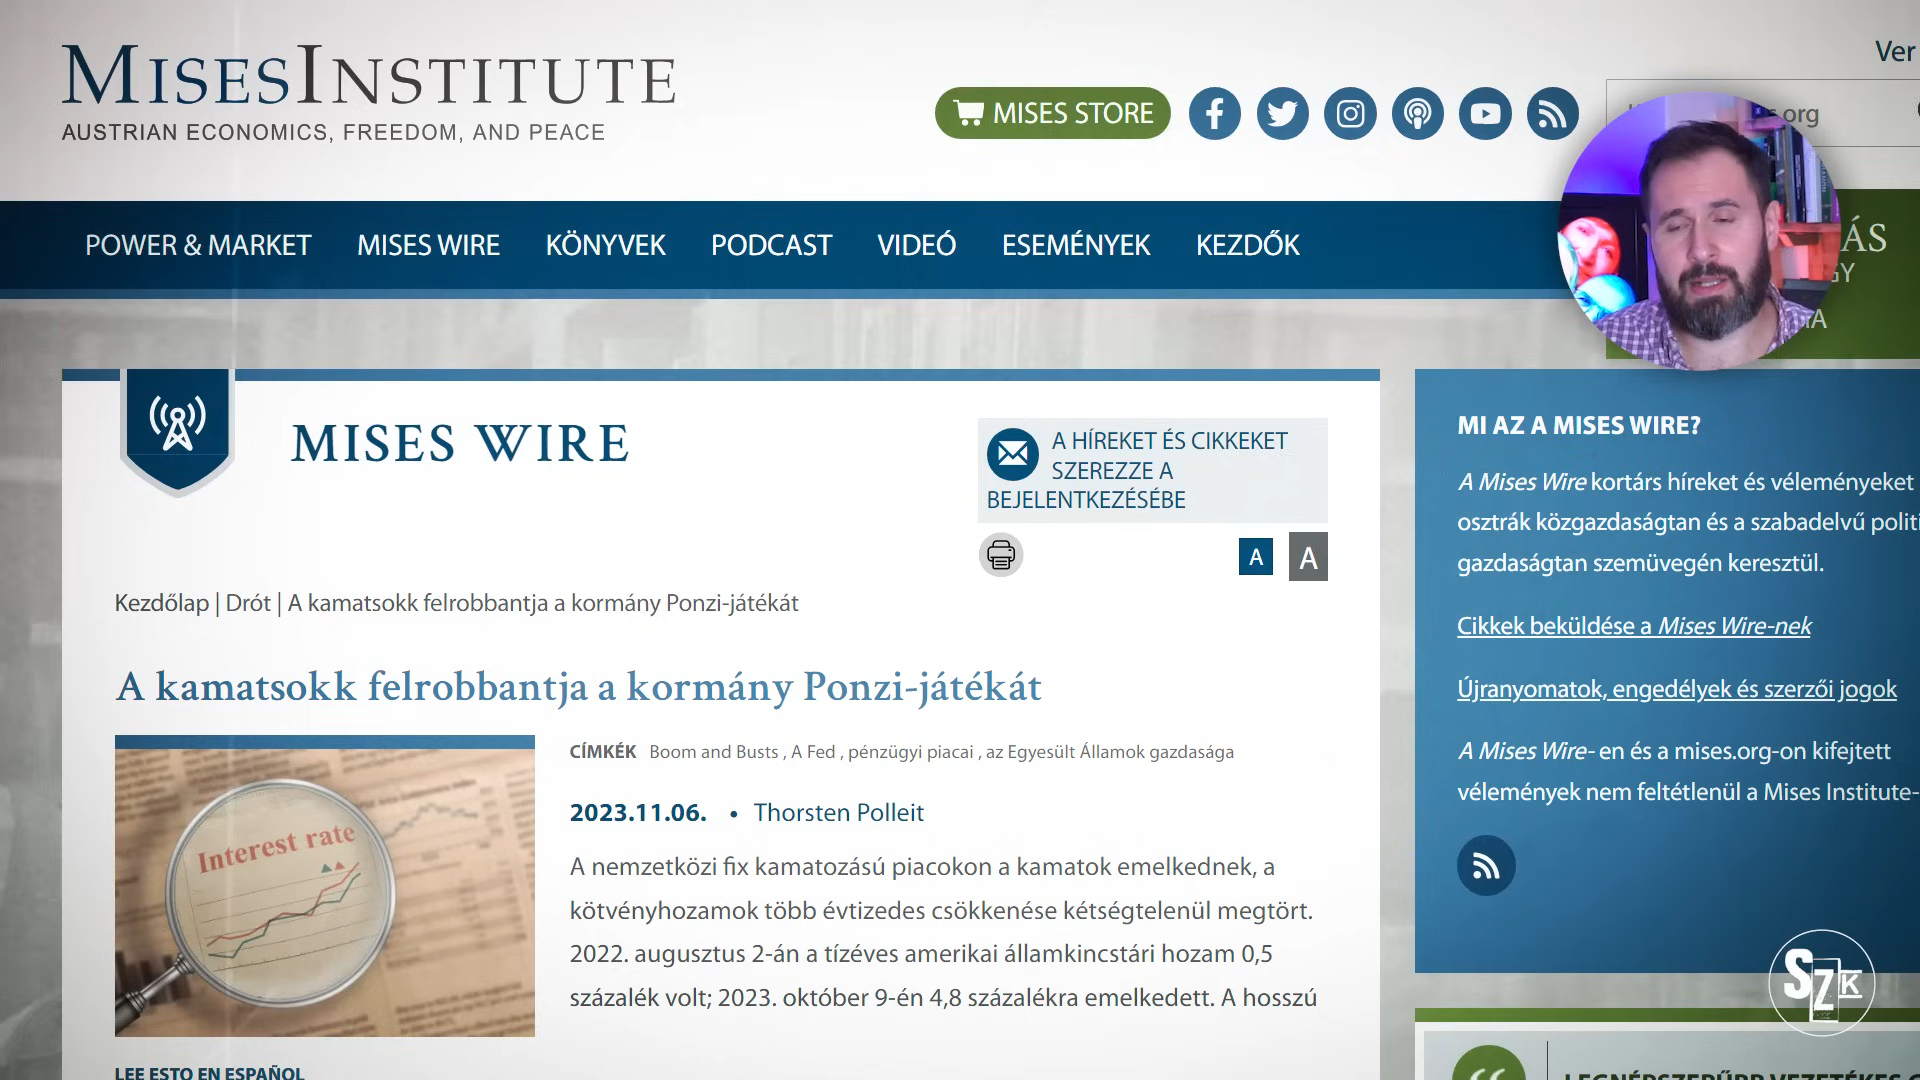 MISESINSTITUTE
AUSTRIAN ECONOMICS, FREEDOM, AND PEACE
MISES STORE
Ver
org
POWER & MARKET
MISES WIRE
KÖNYVEK
PODCAST
VIDEÓ
ESEMÉNYEK
KEZDŐK
ÁS
GY
MISES WIRE
A HÍREKET ÉS CIKKEKET
SZEREZZE A
BEJELENTKEZÉSÉBE
A A
Kezdőlap | Drót | A kamatsokk felrobbantja a kormány Ponzi-játékát
A kamatsokk felrobbantja a kormány Ponzi-játékát
Interest rate
CÍMKÉK Boom and Busts , A Fed , pénzügyi piacai , az Egyesült Államok gazdasága
2023.11.06. • Thorsten Polleit
A nemzetközi fix kamatozású piacokon a kamatok emelkednek, a
kötvényhozamok több évtizedes csökkenése kétségtelenül megtört.
2022. augusztus 2-án a tízéves amerikai államkincstári hozam 0,5
százalék volt; 2023. október 9-én 4,8 százalékra emelkedett. A hosszú
LEE ESTO EN ESPAÑOL
MI AZ A MISES WIRE?
A Mises Wire kortárs híreket és véleményeket
osztrák közgazdaságtan és a szabadelvű politi
gazdaságtan szemüvegén keresztül.
Cikkek beküldése a Mises Wire-nek
Újranyomatok, engedélyek és szerzői jogok
A Mises Wire- en és a mises.org-on kifejtett
vélemények nem feltétlenül a Mises Institute-
SZK
LEGNÉPSZERŰBB VEZETÉKES